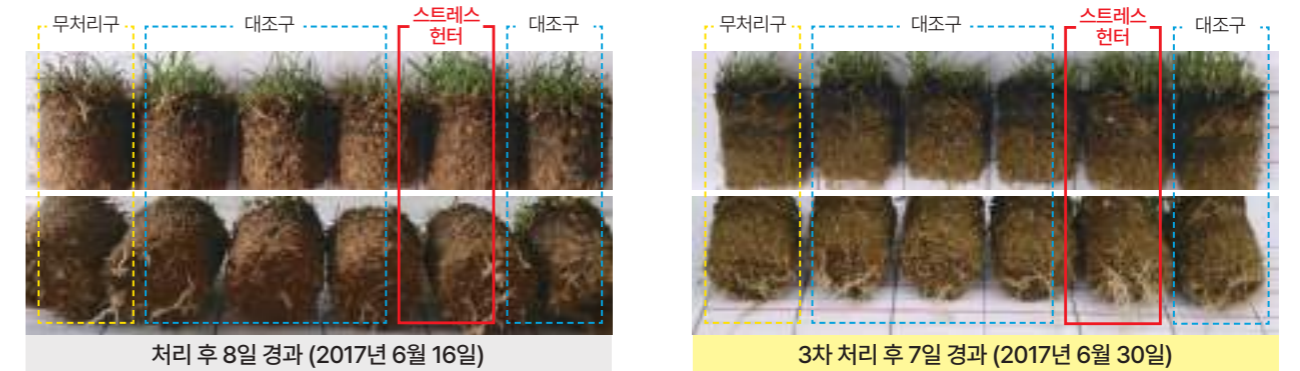 무처리구
대조구
스트레스
헌터
대조구
처리 후 8일 경과 (2017년 6월 16일)
무처리구
대조구
스트레스
헌터
대조구
3차 처리 후 7일 경과 (2017년 6월 30일)